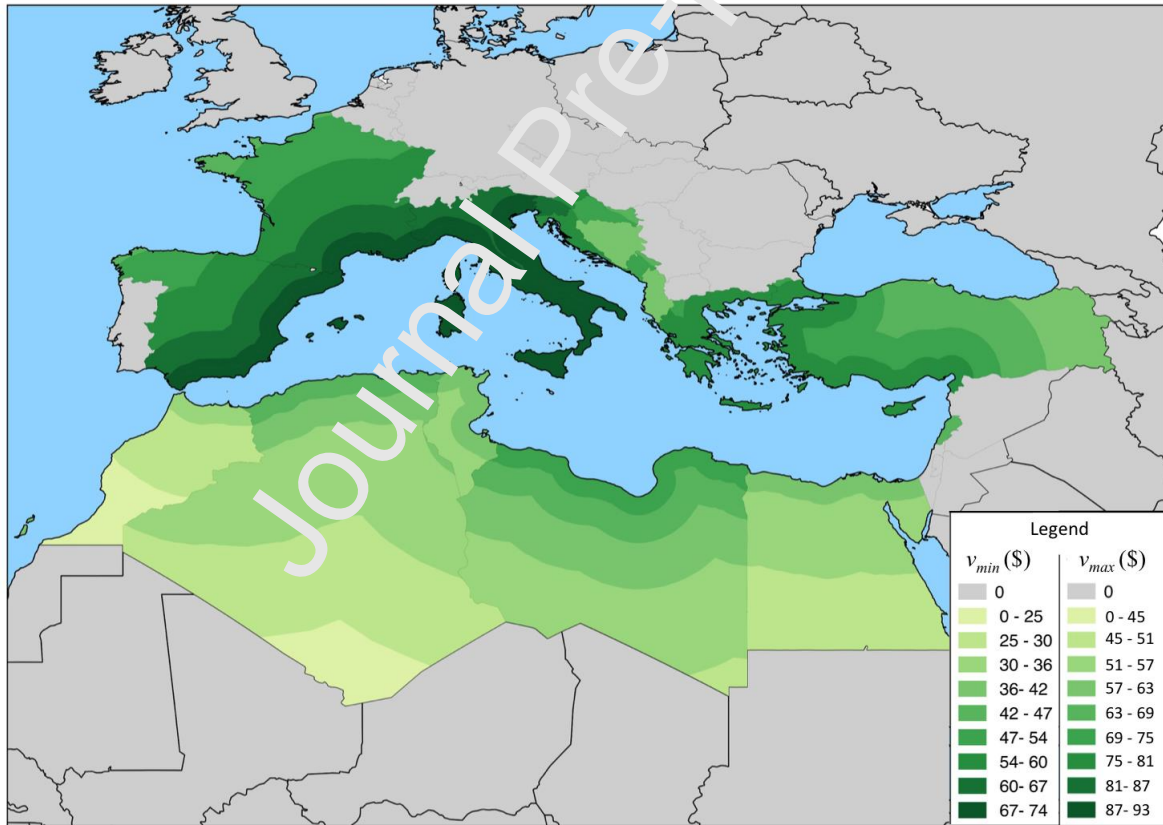 Journal Pre-
Legend
v_min ($) v_max ($)
0 0
0 - 25 0 - 45
25 - 30 45 - 51
30 - 36 51 - 57
36 - 42 57 - 63
42 - 47 63 - 69
47- 54 69 - 75
54 - 60 75 - 81
60- 67 81- 87
67 - 74 87- 93